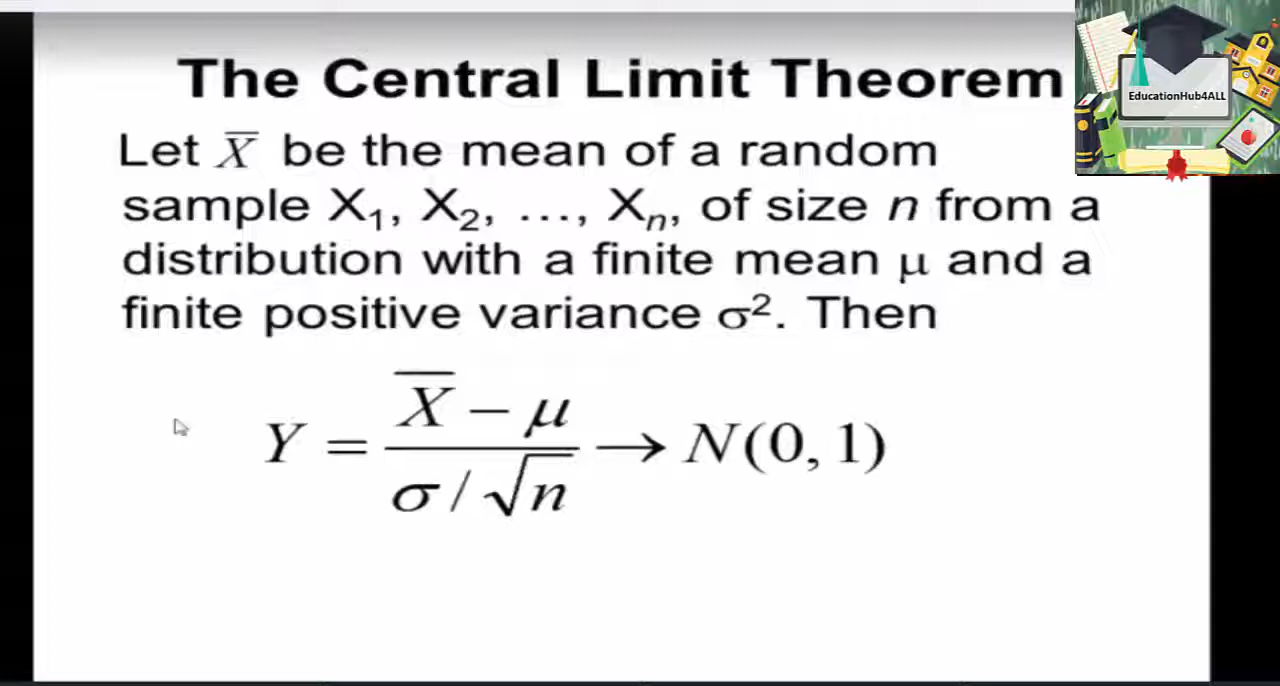 The Central Limit Theorem
EducationHub4ALL
Let X̅ be the mean of a random
sample X₁, X₂, …, Xₙ, of size n from a
distribution with a finite mean μ and a
finite positive variance σ². Then
Y = (X̅ − μ) / (σ / √n) → N(0, 1)